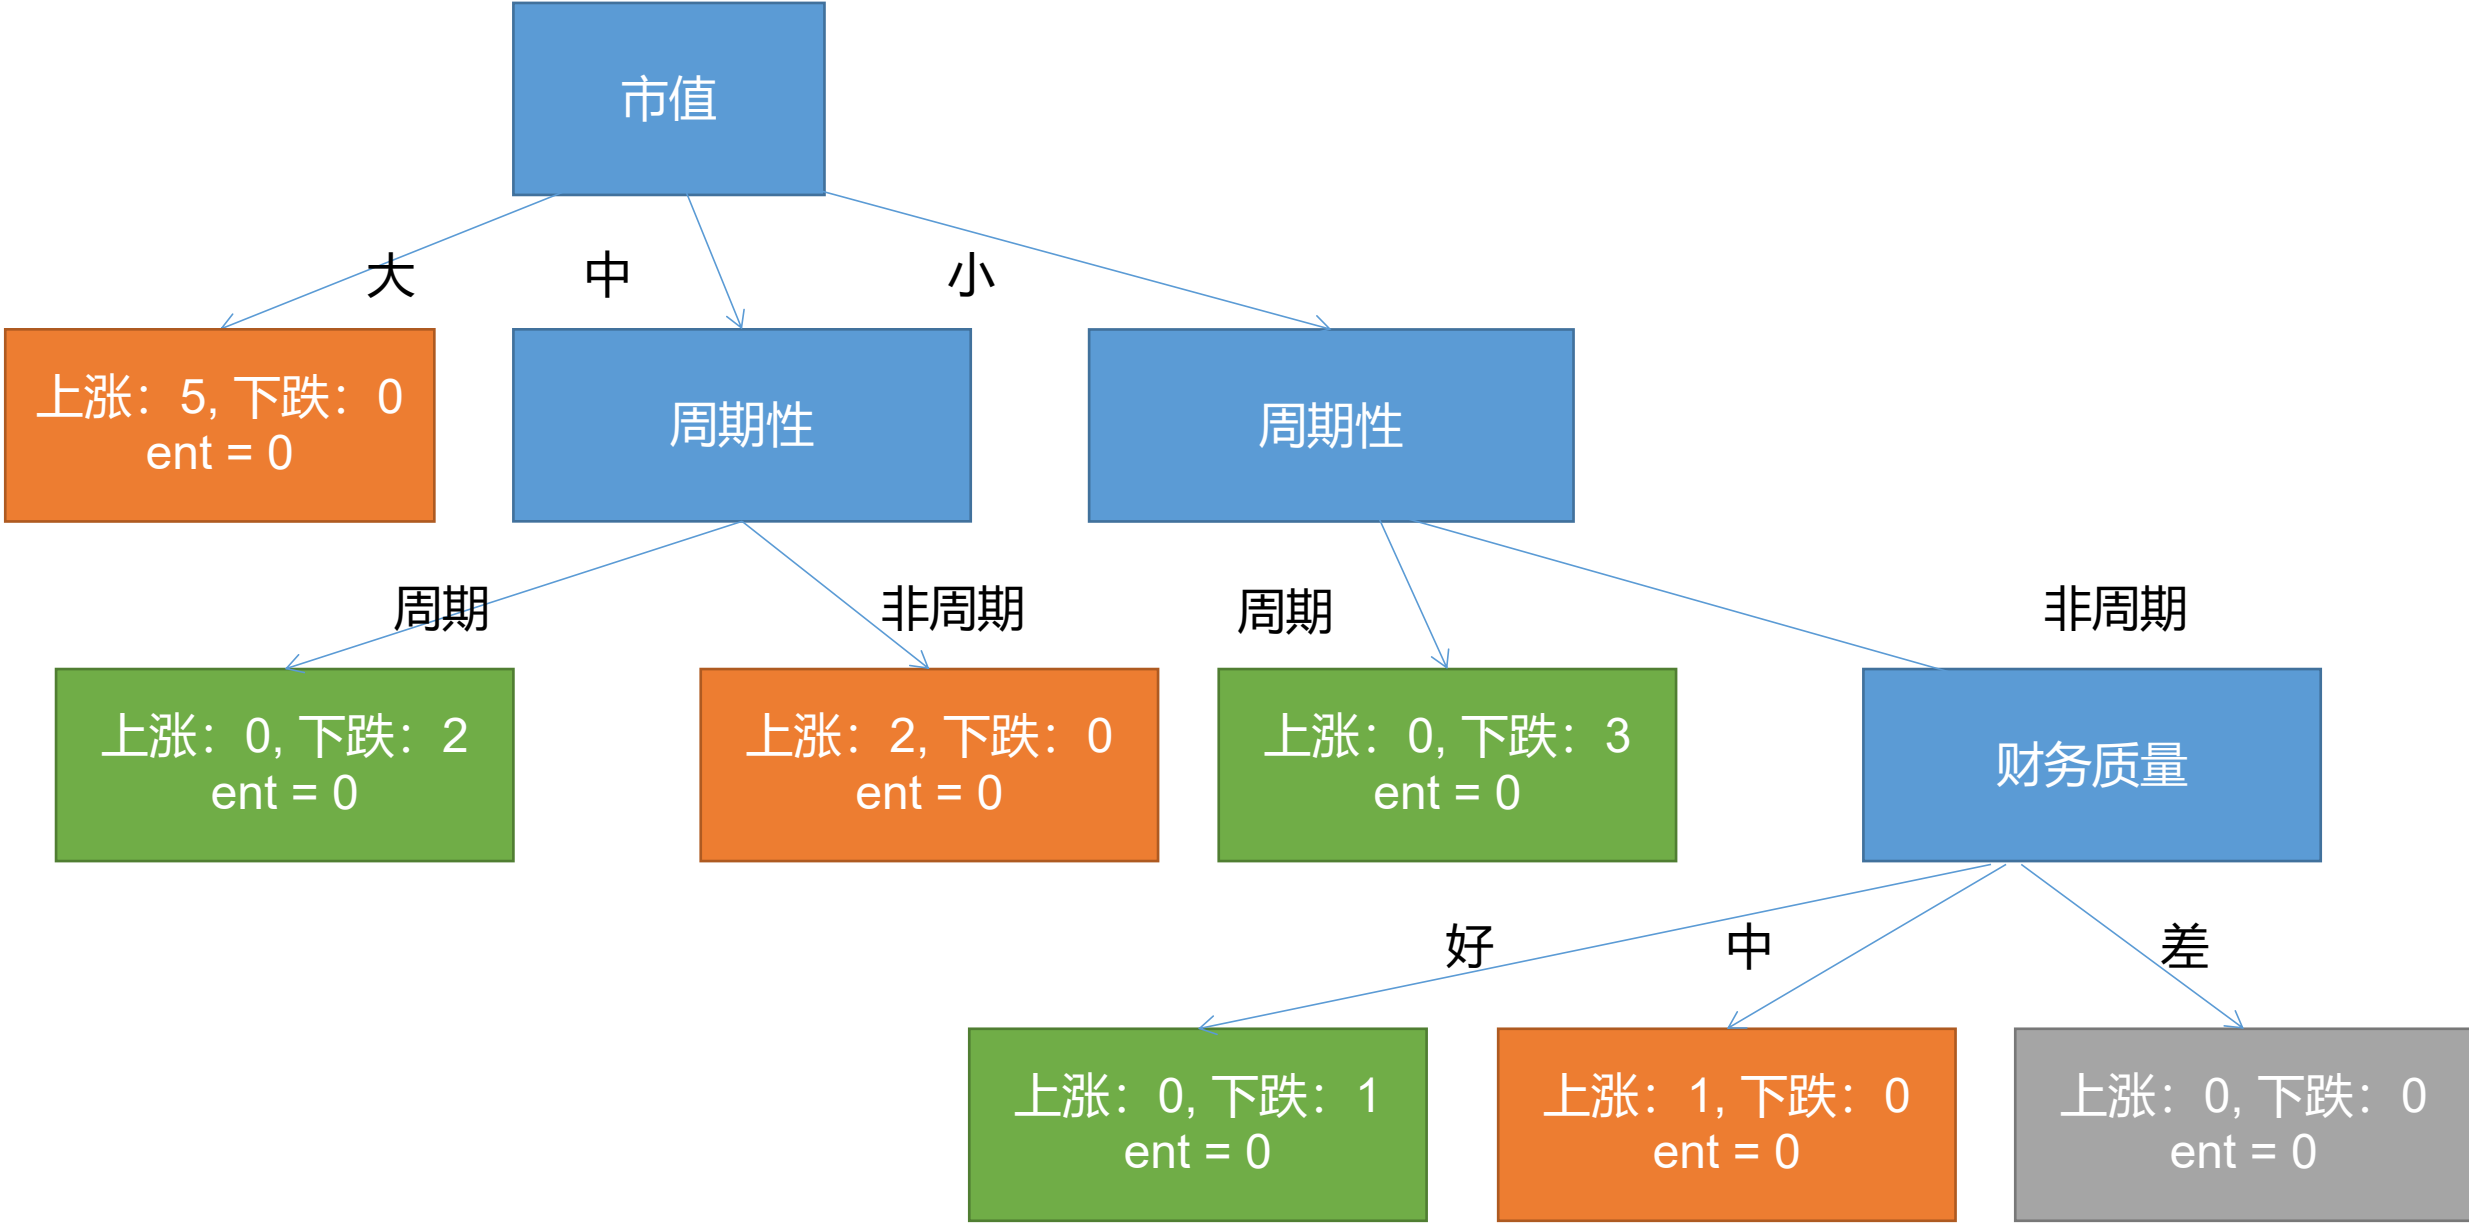 市值
大
中
小
上涨：5, 下跌：0
ent = 0
周期性
周期性
周期
非周期
周期
非周期
上涨：0, 下跌：2
ent = 0
上涨：2, 下跌：0
ent = 0
上涨：0, 下跌：3
ent = 0
财务质量
好
中
差
上涨：0, 下跌：1
ent = 0
上涨：1, 下跌：0
ent = 0
上涨：0, 下跌：0
ent = 0